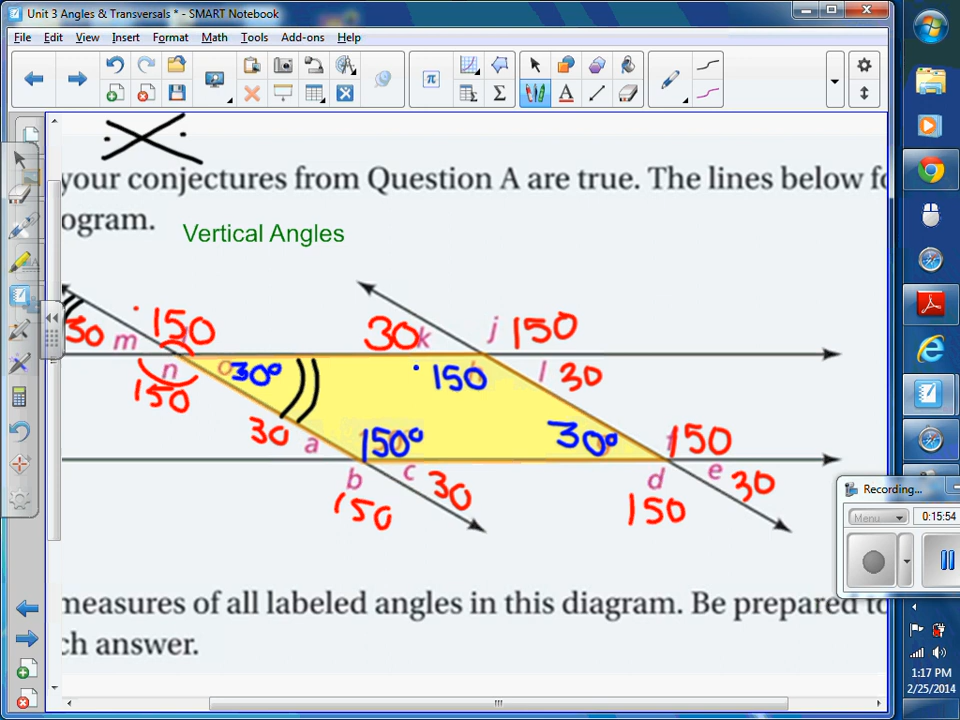 Unit 3 Angles & Transversals * - SMART Notebook
File Edit View Insert Format Math Tools Add-ons Help
your conjectures from Question A are true. The lines below fo
ogram.
Vertical Angles
30 m 150 30 k j 150
n o 30° 150 l 30
150
30 a 150° 30° 150
b c 30 d e 30
150 150
measures of all labeled angles in this diagram. Be prepared to
ch answer.
Recording...
Menu 0:15:54
1:17 PM
2/25/2014